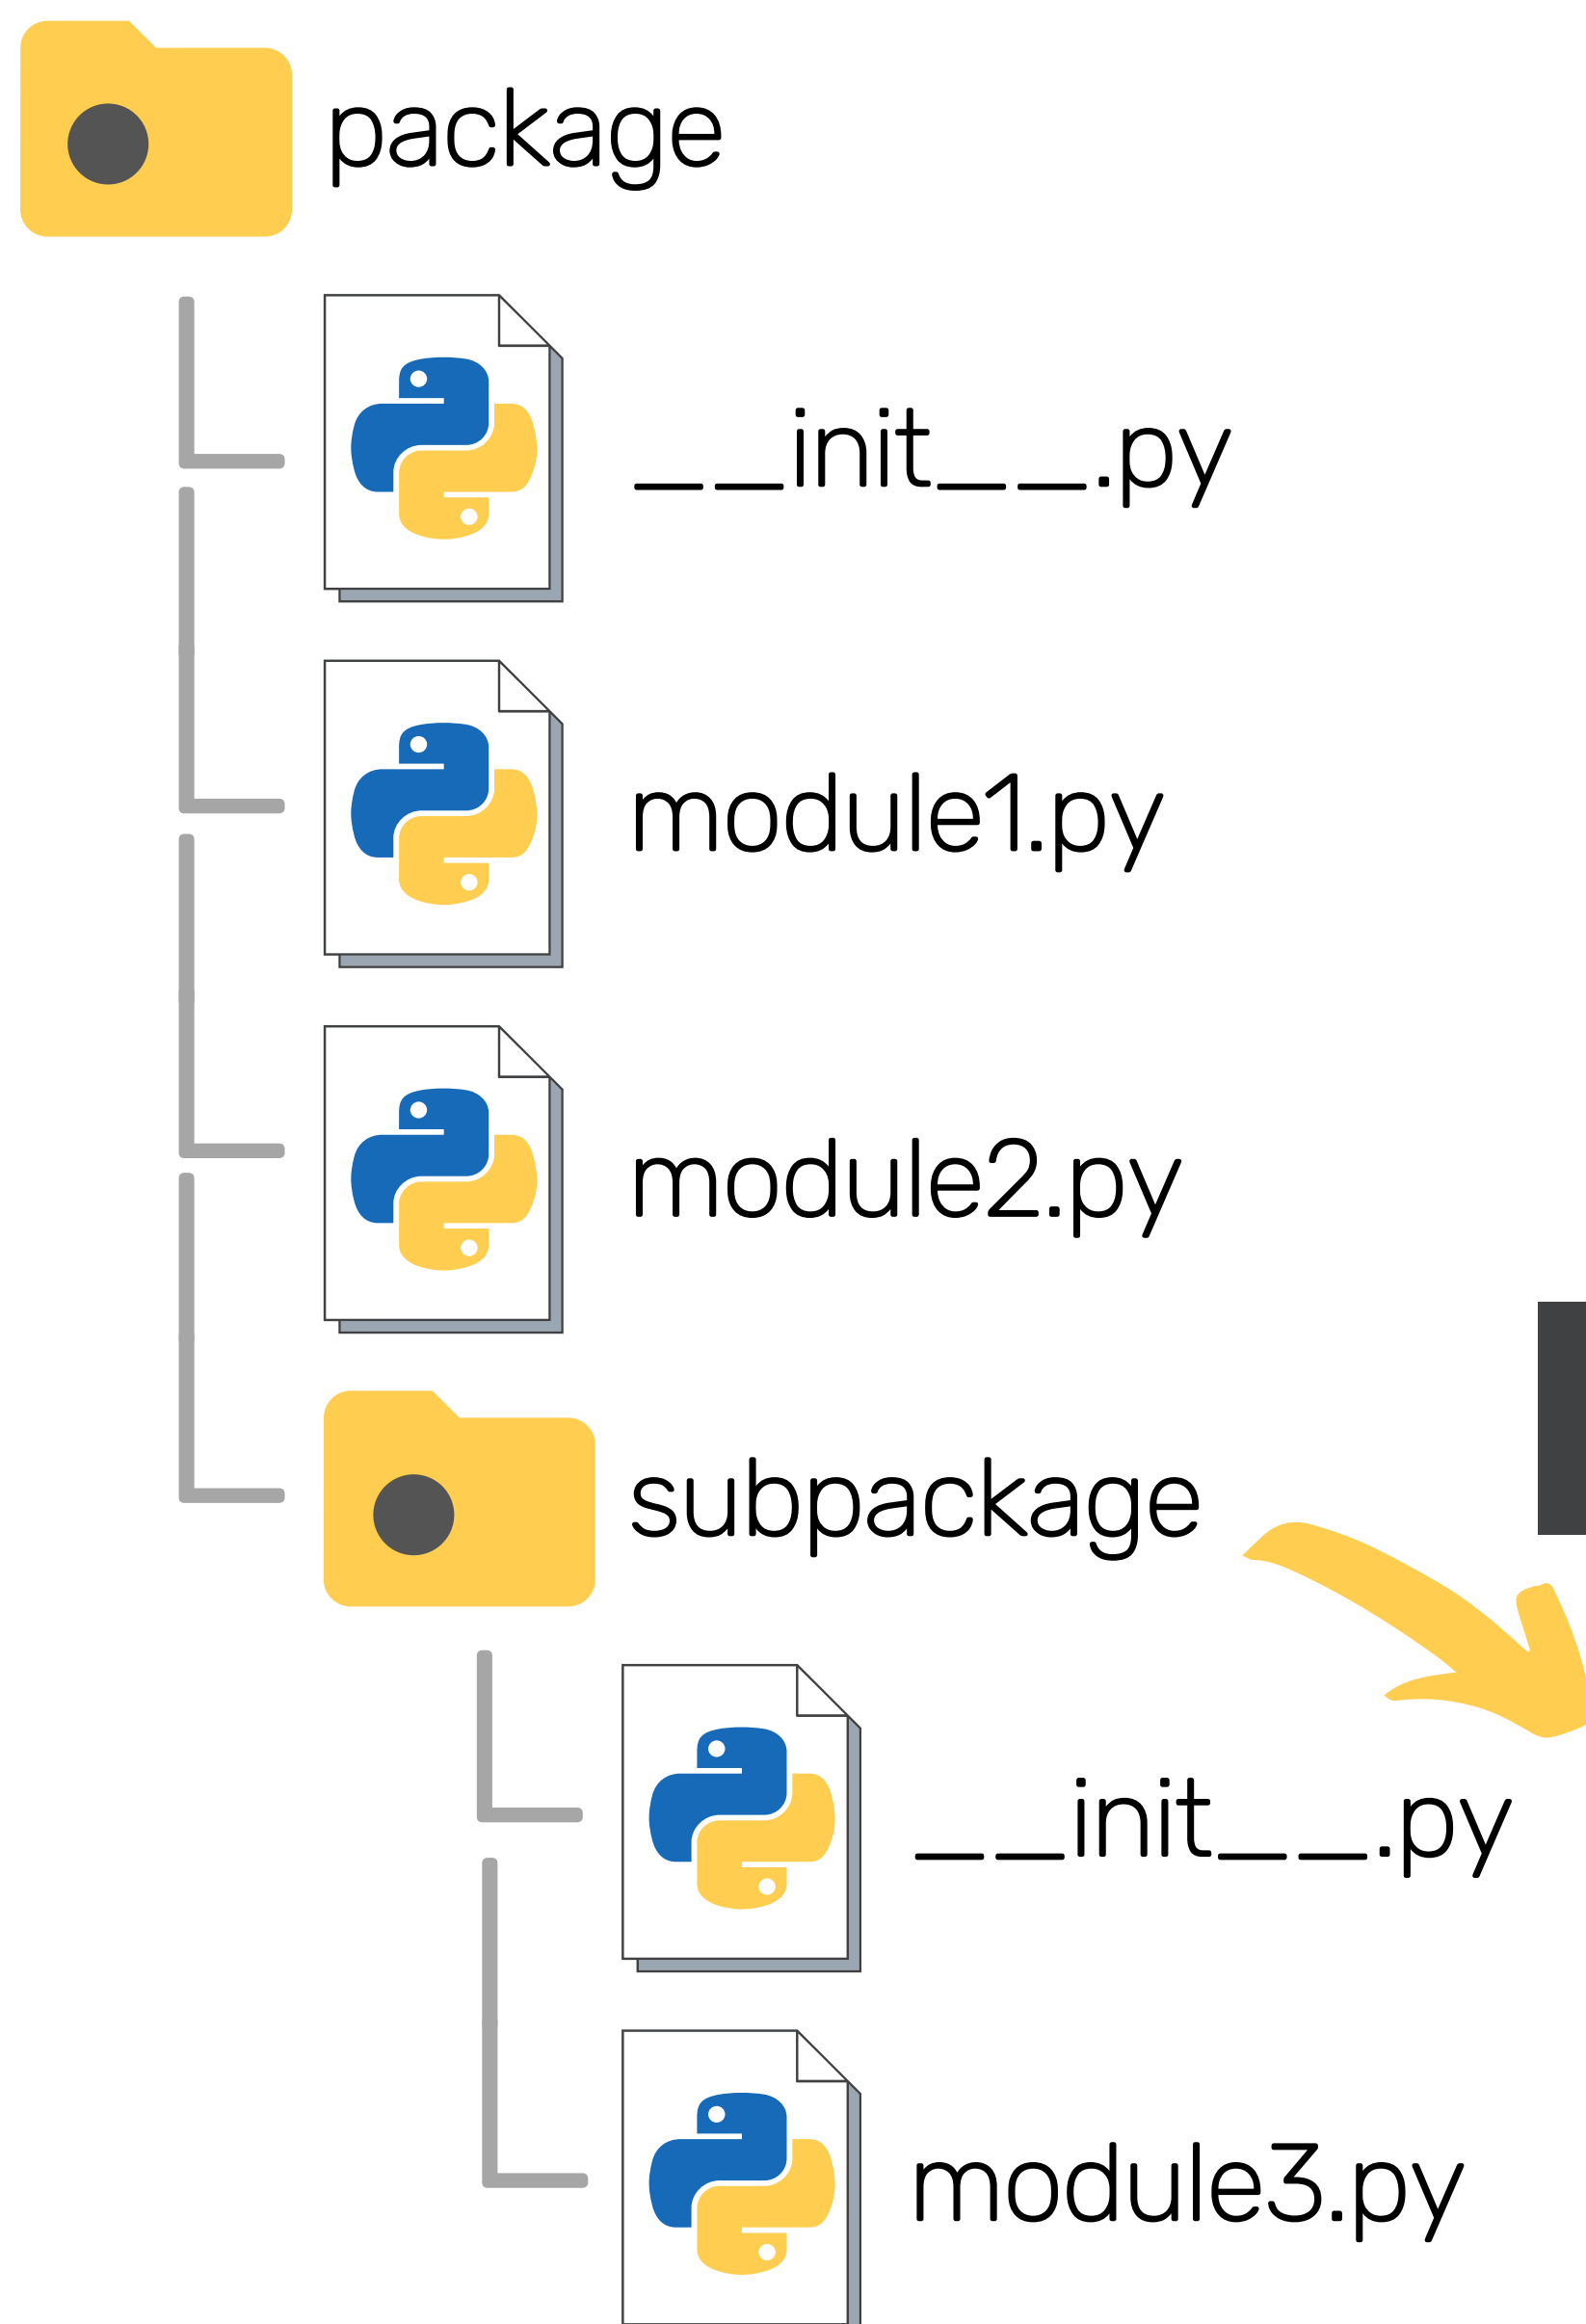 package
__init__.py
module1.py
module2.py
subpackage
__init__.py
module3.py